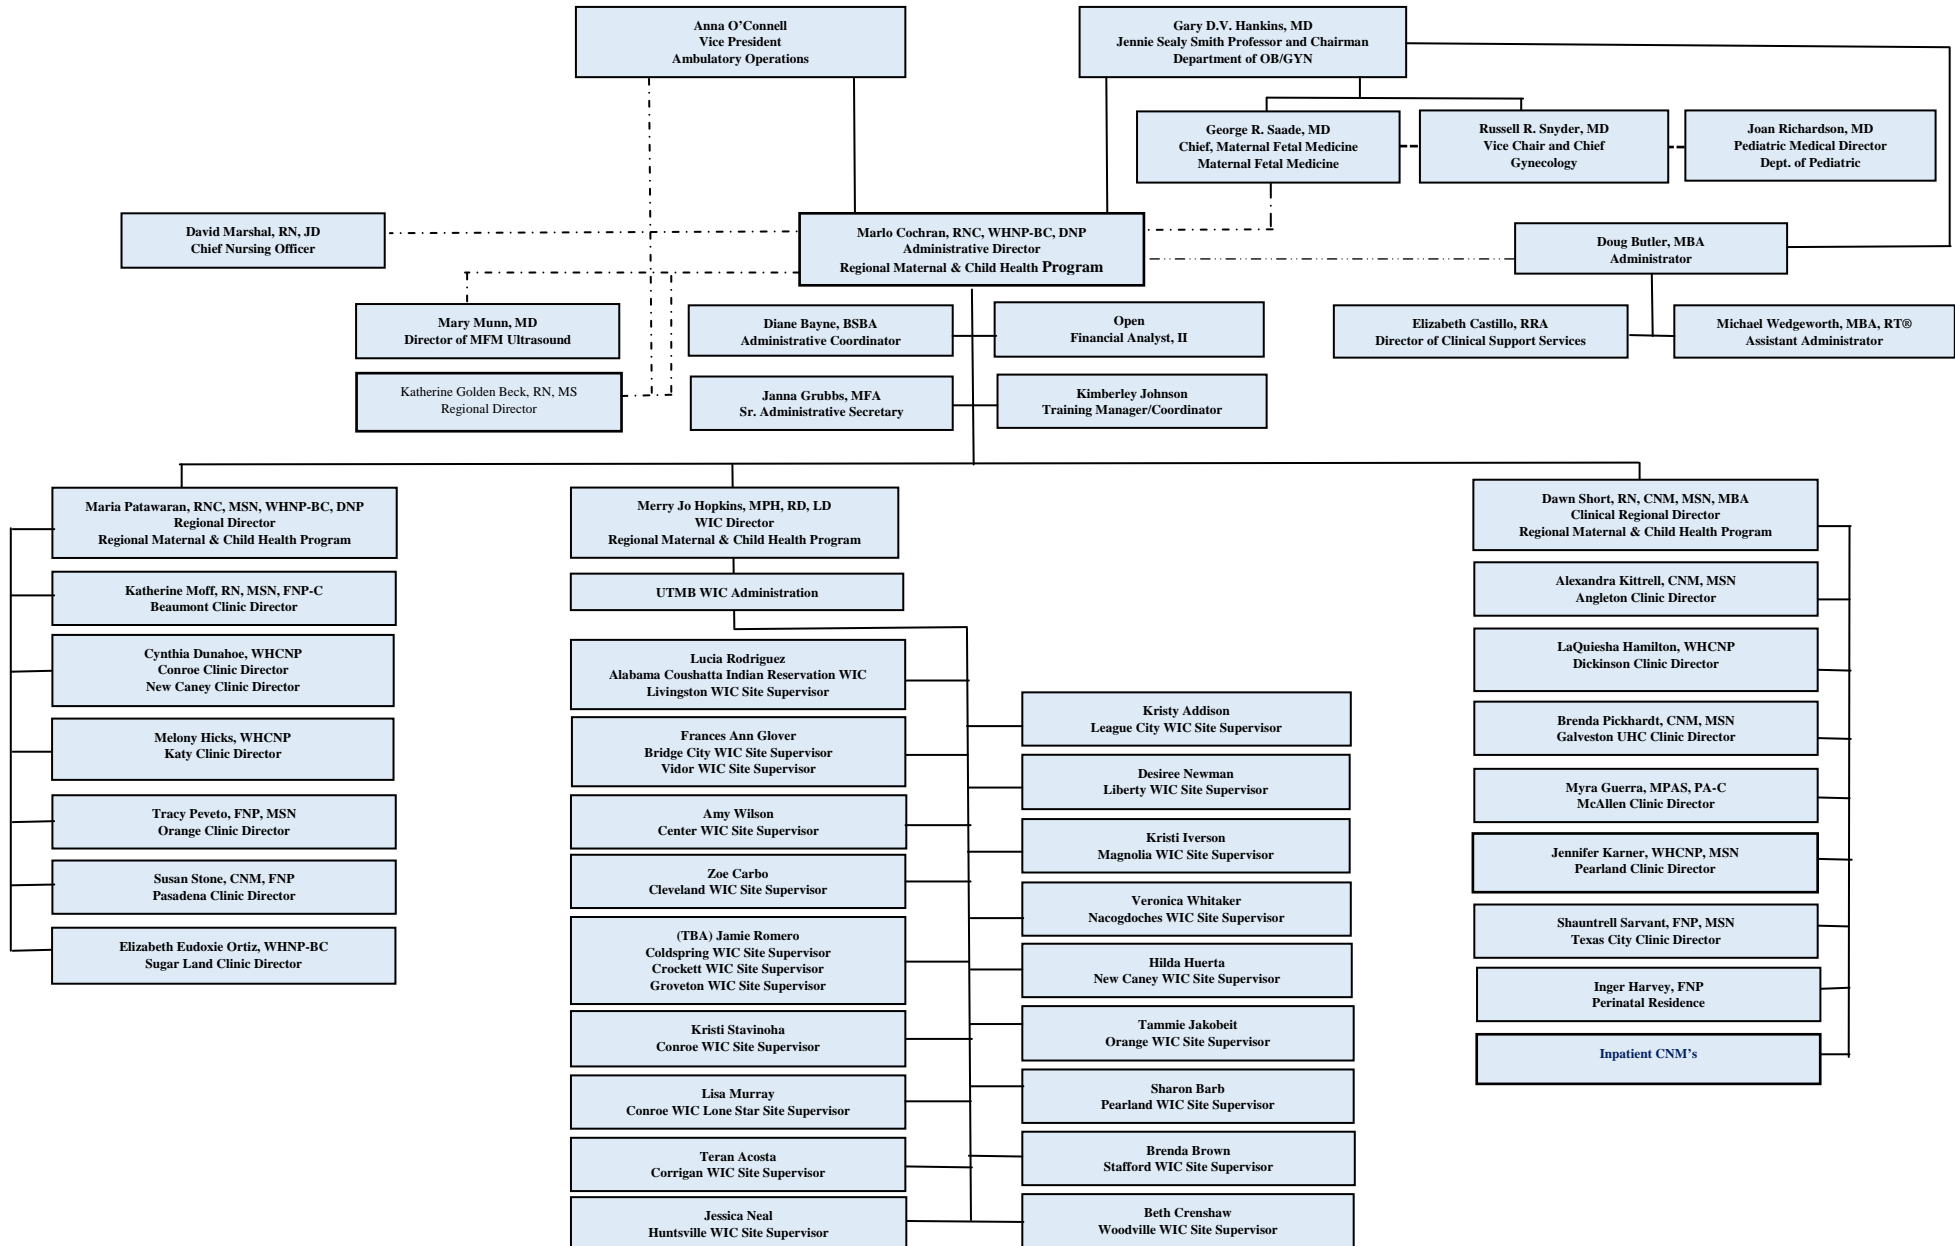 Anna O’Connell
Vice President
Ambulatory Operations
Gary D.V. Hankins, MD
Jennie Sealy Smith Professor and Chairman
Department of OB/GYN
George R. Saade, MD
Chief, Maternal Fetal Medicine
Maternal Fetal Medicine
Russell R. Snyder, MD
Vice Chair and Chief
Gynecology
Joan Richardson, MD
Pediatric Medical Director
Dept. of Pediatric
David Marshal, RN, JD
Chief Nursing Officer
Marlo Cochran, RNC, WHNP-BC, DNP
Administrative Director
Regional Maternal & Child Health Program
Doug Butler, MBA
Administrator
Mary Munn, MD
Director of MFM Ultrasound
Diane Bayne, BSBA
Administrative Coordinator
Open
Financial Analyst, II
Elizabeth Castillo, RRA
Director of Clinical Support Services
Michael Wedgeworth, MBA, RT®
Assistant Administrator
Katherine Golden Beck, RN, MS
Regional Director
Janna Grubbs, MFA
Sr. Administrative Secretary
Kimberley Johnson
Training Manager/Coordinator
Maria Patawaran, RNC, MSN, WHNP-BC, DNP
Regional Director
Regional Maternal & Child Health Program
Katherine Moff, RN, MSN, FNP-C
Beaumont Clinic Director
Cynthia Dunahoe, WHCNP
Conroe Clinic Director
New Caney Clinic Director
Melony Hicks, WHCNP
Katy Clinic Director
Tracy Peveto, FNP, MSN
Orange Clinic Director
Susan Stone, CNM, FNP
Pasadena Clinic Director
Elizabeth Eudoxie Ortiz, WHNP-BC
Sugar Land Clinic Director
Merry Jo Hopkins, MPH, RD, LD
WIC Director
Regional Maternal & Child Health Program
UTMB WIC Administration
Lucia Rodriguez
Alabama Coushatta Indian Reservation WIC
Livingston WIC Site Supervisor
Frances Ann Glover
Bridge City WIC Site Supervisor
Vidor WIC Site Supervisor
Amy Wilson
Center WIC Site Supervisor
Zoe Carbo
Cleveland WIC Site Supervisor
(TBA) Jamie Romero
Coldspring WIC Site Supervisor
Crockett WIC Site Supervisor
Groveton WIC Site Supervisor
Kristi Stavinoha
Conroe WIC Site Supervisor
Lisa Murray
Conroe WIC Lone Star Site Supervisor
Teran Acosta
Corrigan WIC Site Supervisor
Jessica Neal
Huntsville WIC Site Supervisor
Kristy Addison
League City WIC Site Supervisor
Desiree Newman
Liberty WIC Site Supervisor
Kristi Iverson
Magnolia WIC Site Supervisor
Veronica Whitaker
Nacogdoches WIC Site Supervisor
Hilda Huerta
New Caney WIC Site Supervisor
Tammie Jakobeit
Orange WIC Site Supervisor
Sharon Barb
Pearland WIC Site Supervisor
Brenda Brown
Stafford WIC Site Supervisor
Beth Crenshaw
Woodville WIC Site Supervisor
Dawn Short, RN, CNM, MSN, MBA
Clinical Regional Director
Regional Maternal & Child Health Program
Alexandra Kittrell, CNM, MSN
Angleton Clinic Director
LaQuiesha Hamilton, WHCNP
Dickinson Clinic Director
Brenda Pickhardt, CNM, MSN
Galveston UHC Clinic Director
Myra Guerra, MPAS, PA-C
McAllen Clinic Director
Jennifer Karner, WHCNP, MSN
Pearland Clinic Director
Shauntrell Sarvant, FNP, MSN
Texas City Clinic Director
Inger Harvey, FNP
Perinatal Residence
Inpatient CNM’s